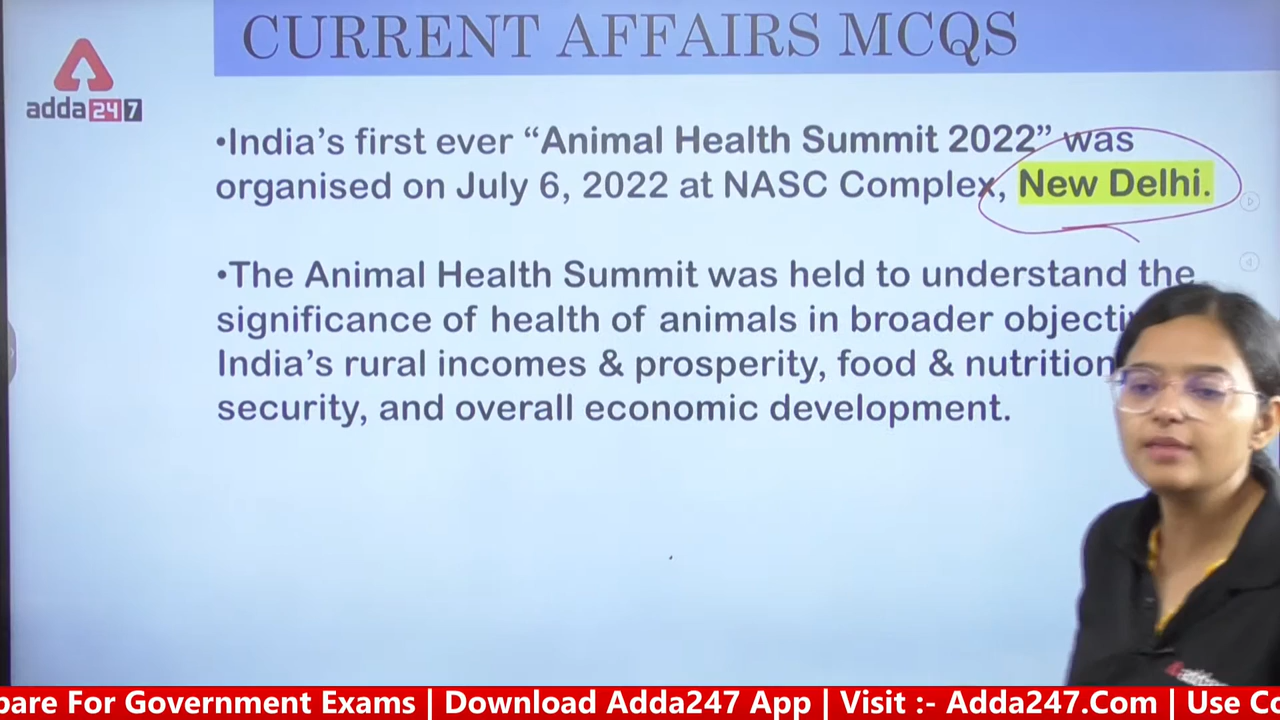 CURRENT AFFAIRS MCQS
adda247
•India’s first ever “Animal Health Summit 2022” was
organised on July 6, 2022 at NASC Complex, New Delhi.
•The Animal Health Summit was held to understand the
significance of health of animals in broader
India’s rural incomes & prosperity, food & nutrition
security, and overall economic development.
For Government Exams | Download Adda247 App | Visit :- Adda247.Com | Use